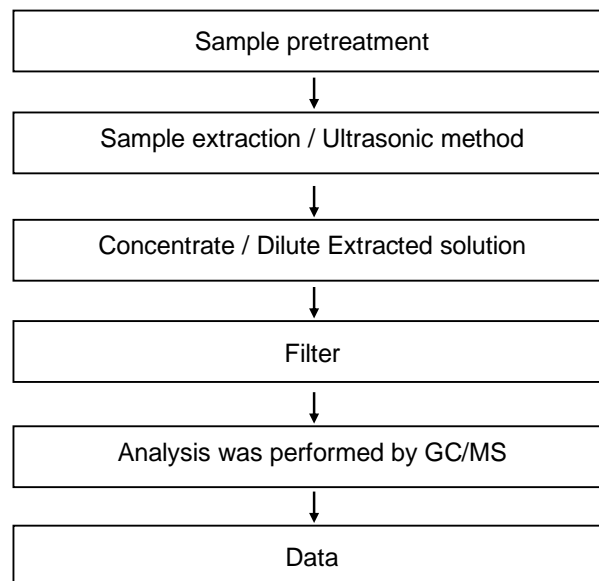 Sample pretreatment
Sample extraction / Ultrasonic method
Concentrate / Dilute Extracted solution
Filter
Analysis was performed by GC/MS
Data